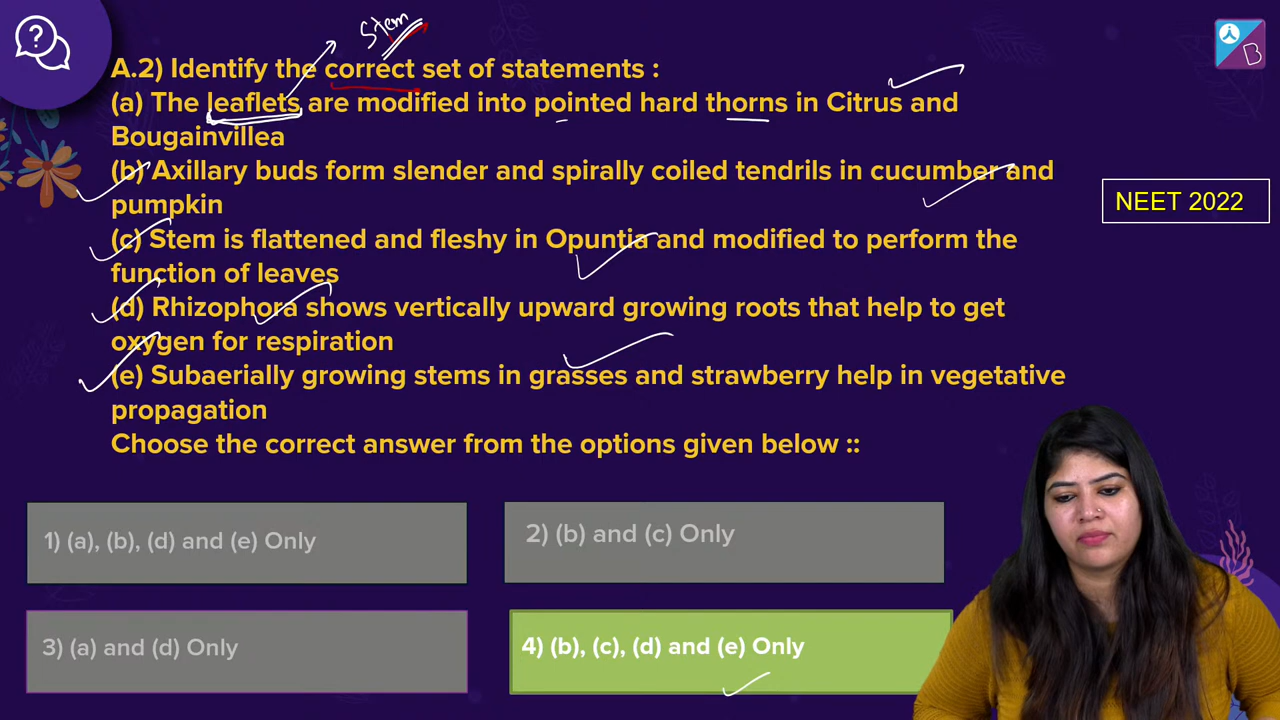 Stem
A.2) Identify the correct set of statements :
(a) The leaflets are modified into pointed hard thorns in Citrus and
Bougainvillea
(b) Axillary buds form slender and spirally coiled tendrils in cucumber and
pumpkin
(c) Stem is flattened and fleshy in Opuntia and modified to perform the
function of leaves
(d) Rhizophora shows vertically upward growing roots that help to get
oxygen for respiration
(e) Subaerially growing stems in grasses and strawberry help in vegetative
propagation
Choose the correct answer from the options given below ::
NEET 2022
1) (a), (b), (d) and (e) Only
2) (b) and (c) Only
3) (a) and (d) Only
4) (b), (c), (d) and (e) Only
B